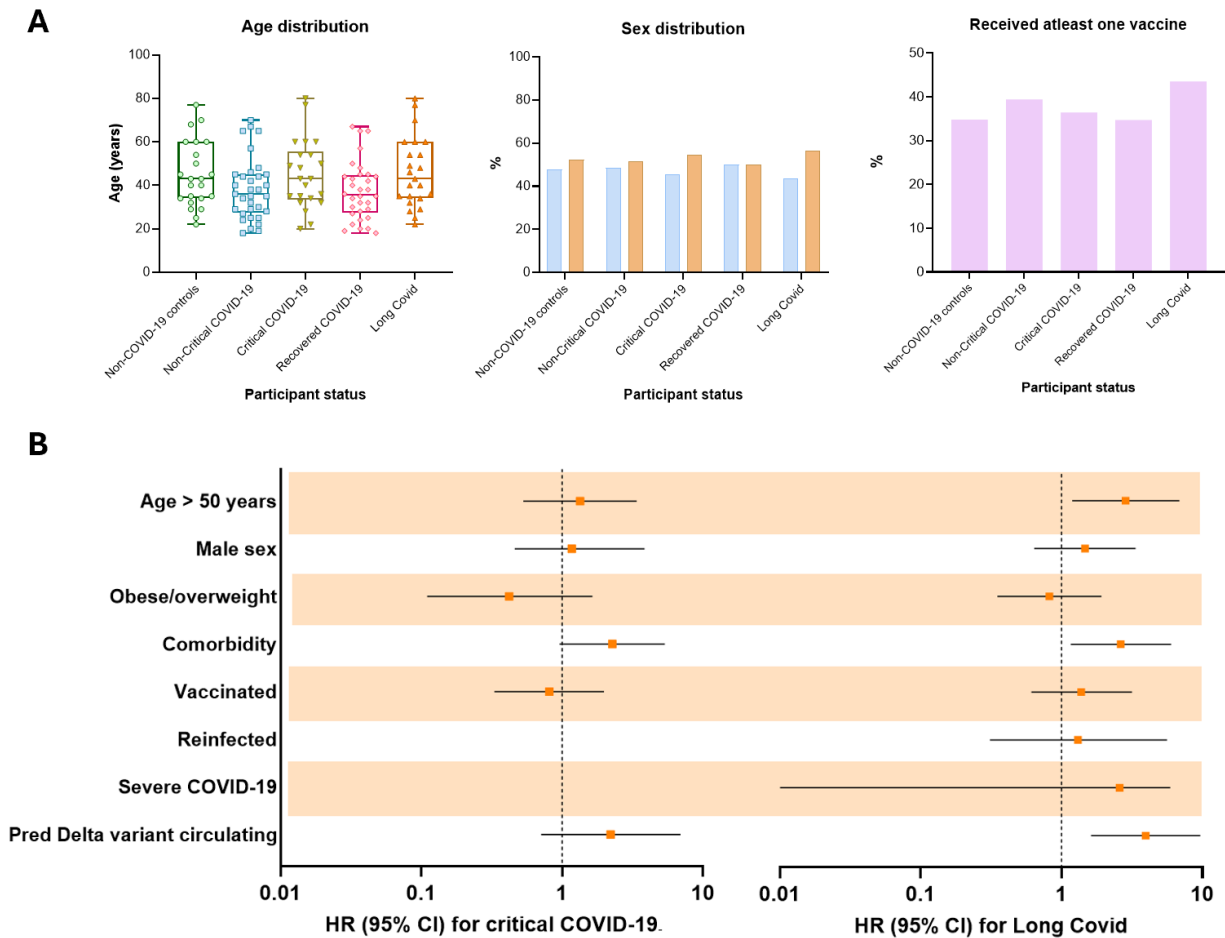 A
Age distribution
Age (years)
100
80
60
40
20
0
Non-COVID-19 controls
Non-Critical COVID-19
Critical COVID-19
Recovered COVID-19
Long Covid
Participant status
Sex distribution
%
100
80
60
40
20
0
Non-COVID-19 controls
Non-Critical COVID-19
Critical COVID-19
Recovered COVID-19
Long Covid
Participant status
Received atleast one vaccine
%
50
40
30
20
10
0
Non-COVID-19 controls
Non-Critical COVID-19
Critical COVID-19
Recovered COVID-19
Long Covid
Participant status
B
Age > 50 years
Male sex
Obese/overweight
Comorbidity
Vaccinated
Reinfected
Severe COVID-19
Pred Delta variant circulating
0.01 0.1 1 10
HR (95% CI) for critical COVID-19
0.01 0.1 1 10
HR (95% CI) for Long Covid